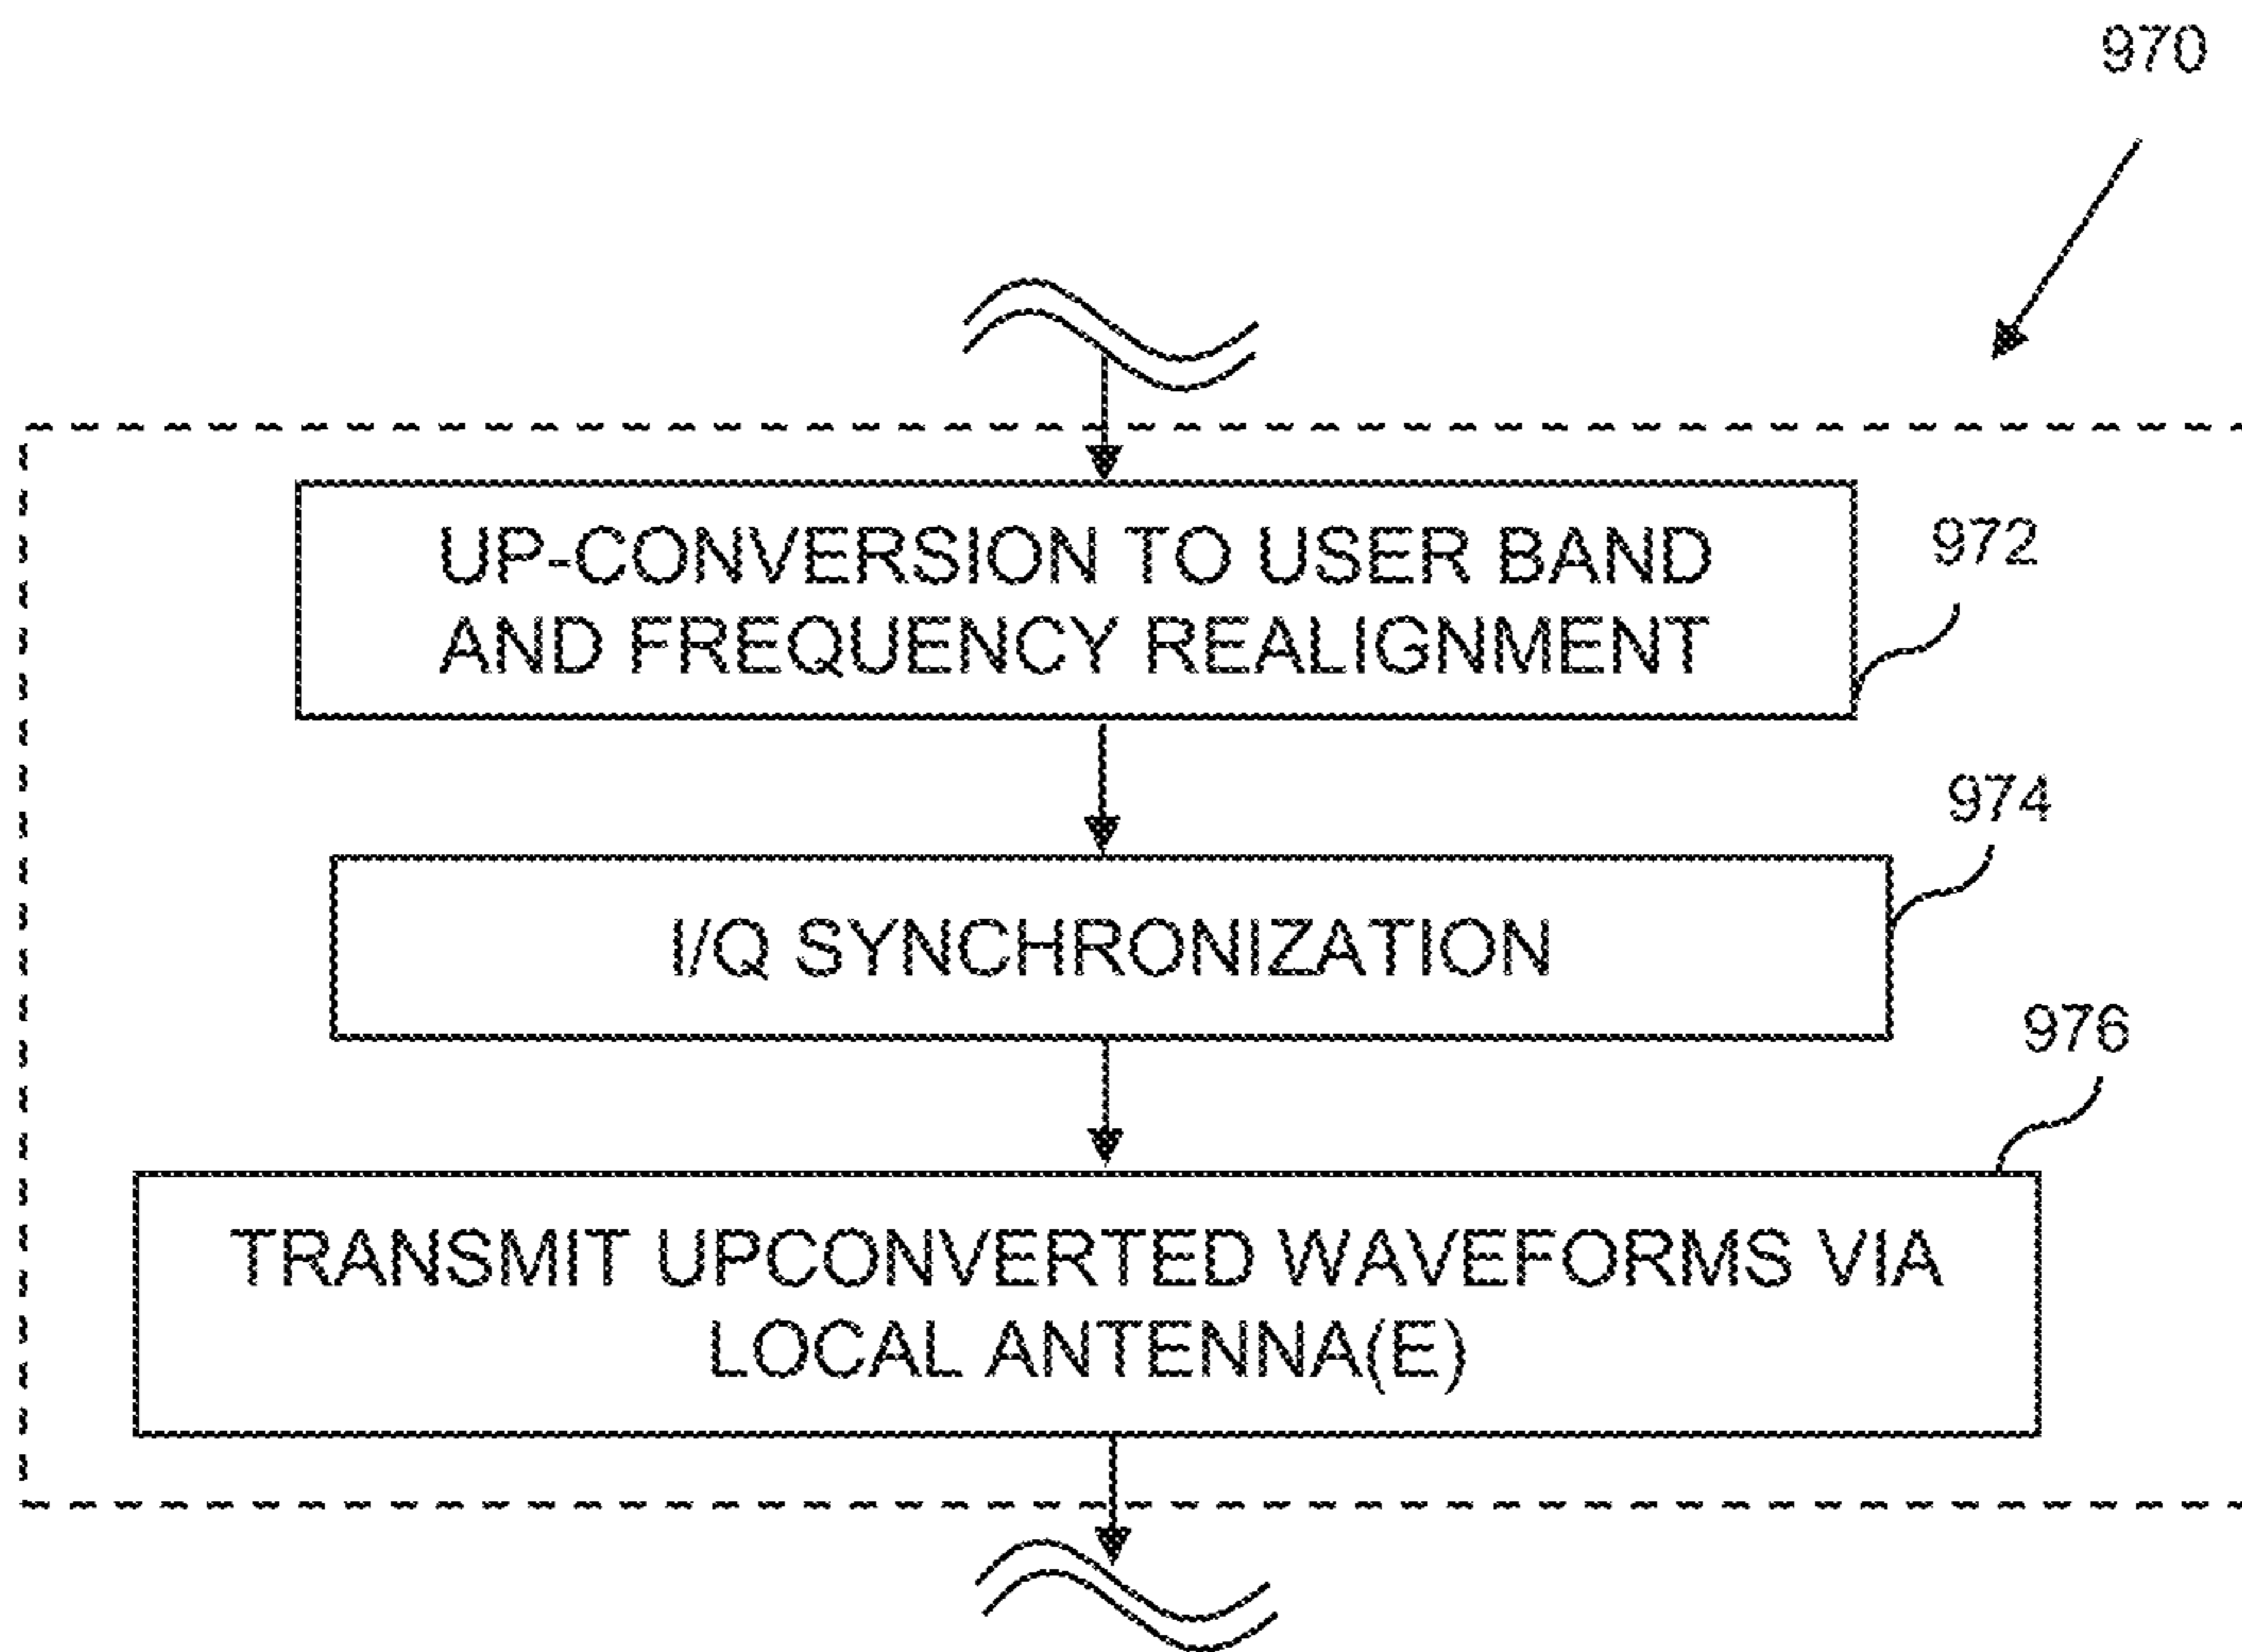 970
UP-CONVERSION TO USER BAND
AND FREQUENCY REALIGNMENT
972
974
I/Q SYNCHRONIZATION
976
TRANSMIT UPCONVERTED WAVEFORMS VIA
LOCAL ANTENNA(E)